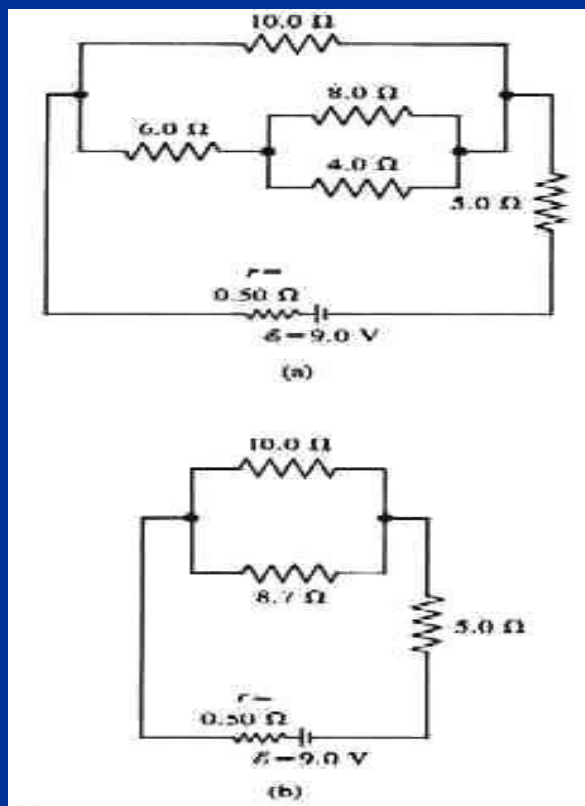 10.0 Ω
8.0 Ω
6.0 Ω
4.0 Ω
5.0 Ω
r =
0.50 Ω
ℰ = 9.0 V
(a)
10.0 Ω
8.7 Ω
5.0 Ω
r =
0.50 Ω
ℰ = 9.0 V
(b)